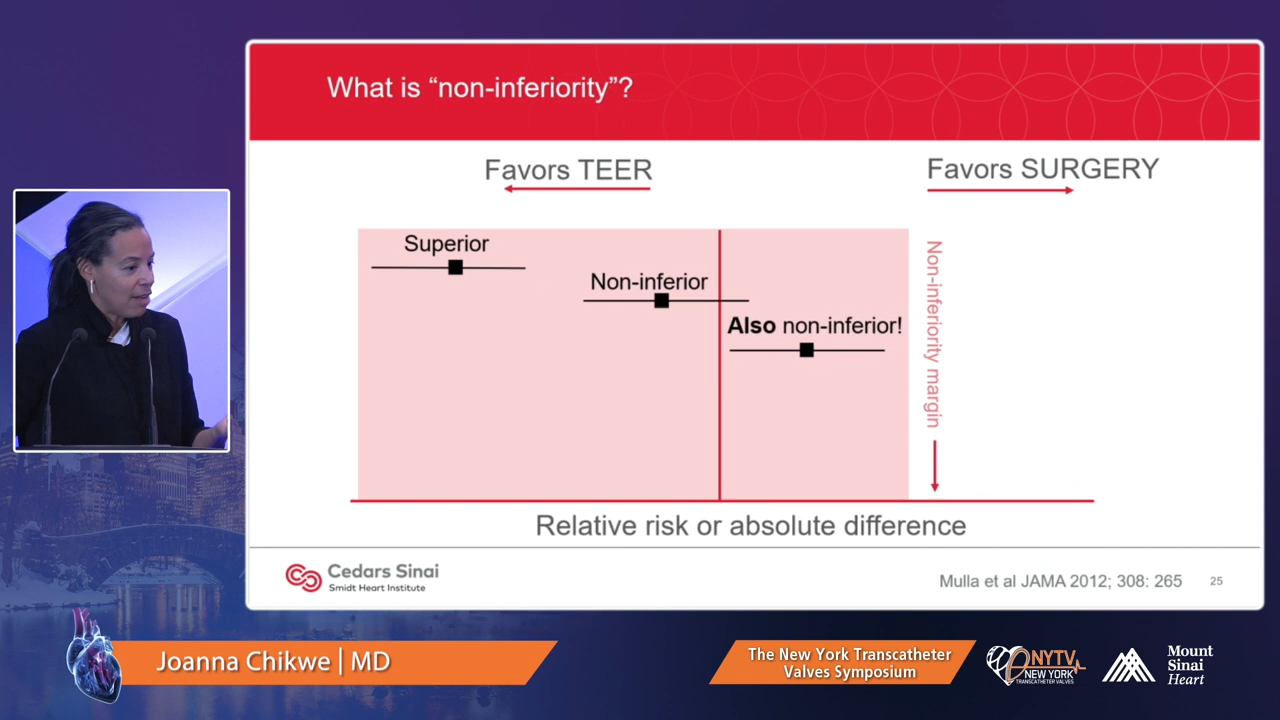 What is “non-inferiority”?
Favors TEER
Favors SURGERY
Superior
Non-inferior
Also non-inferior!
Non-inferiority margin
Relative risk or absolute difference
Cedars Sinai
Smidt Heart Institute
Mulla et al JAMA 2012; 308: 265
25
Joanna Chikwe | MD
The New York Transcatheter
Valves Symposium
NYTV
NEW YORK
TRANSCATHETER VALVES
Mount
Sinai
Heart